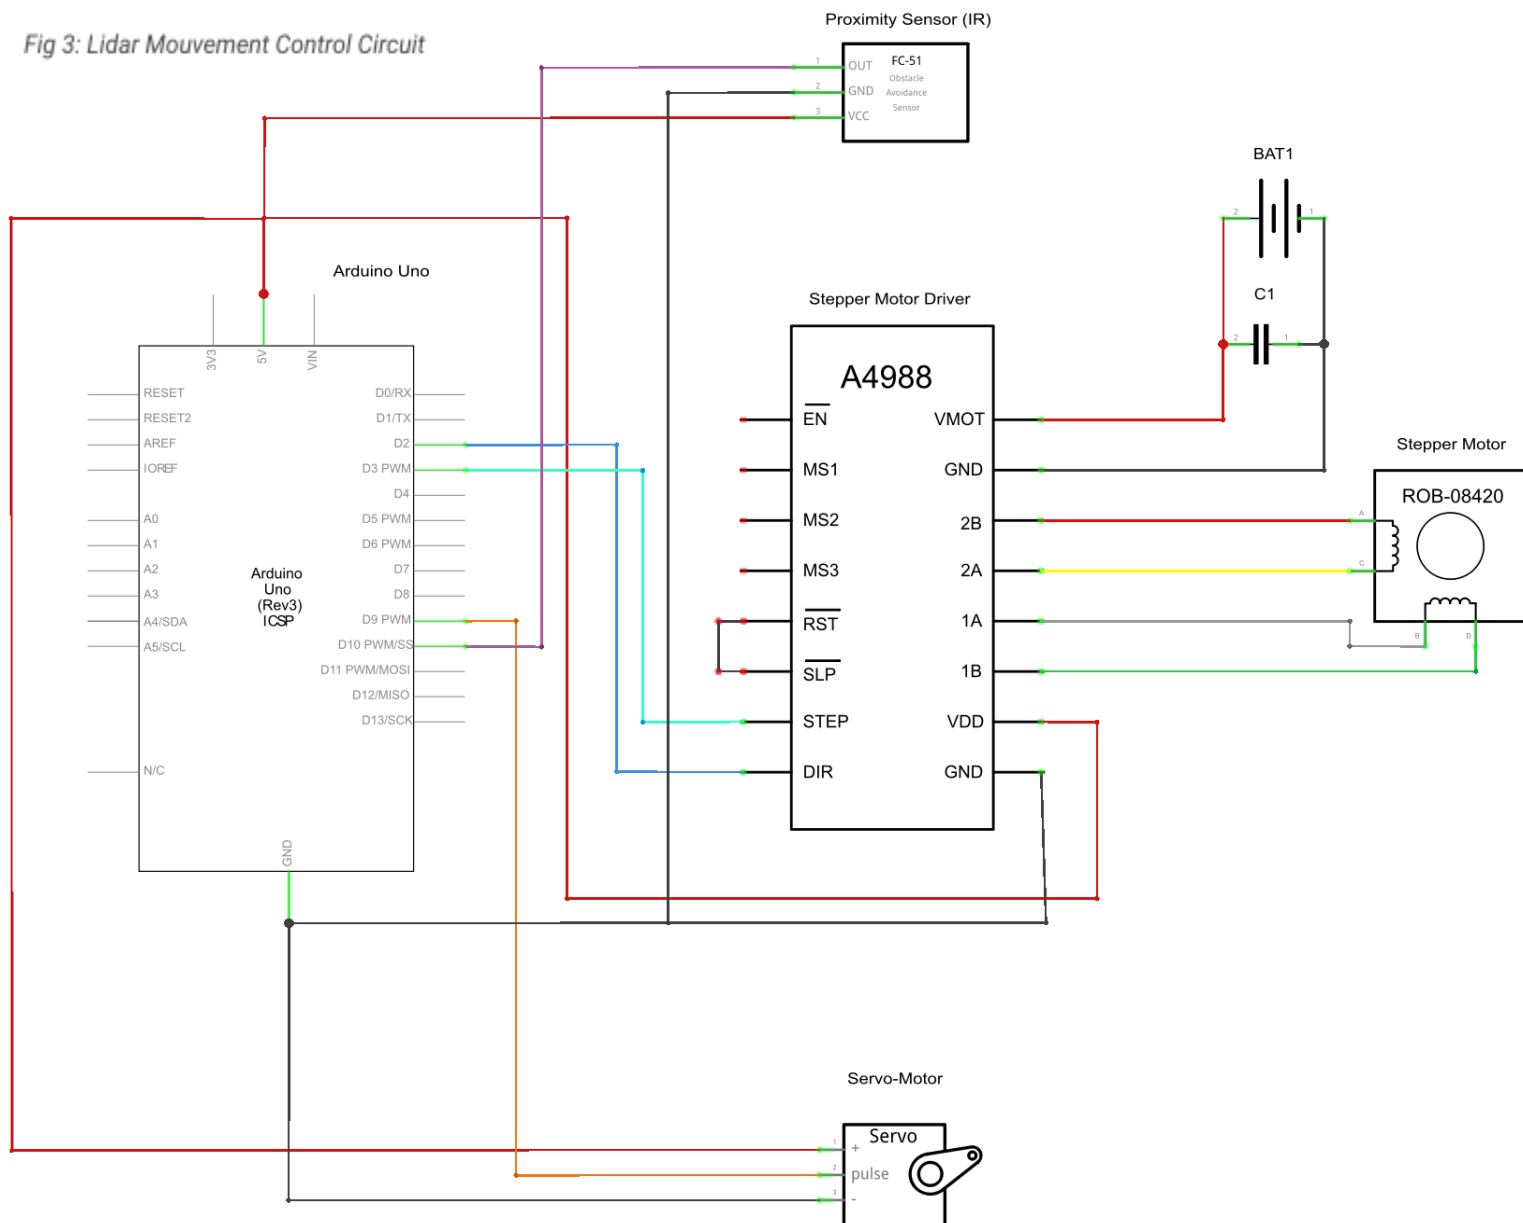 Fig 3: Lidar Mouvement Control Circuit
Proximity Sensor (IR)
FC-51
Obstacle
Avoidance
Sensor
1
OUT
2
GND
3
VCC
BAT1
2
1
C1
2
1
Arduino Uno
3V3
5V
VIN
RESET
RESET2
AREF
IOREF
A0
A1
A2
A3
A4/SDA
A5/SCL
N/C
Arduino
Uno
(Rev3)
ICSP
D0/RX
D1/TX
D2
D3 PWM
D4
D5 PWM
D6 PWM
D7
D8
D9 PWM
D10 PWM/SS
D11 PWM/MOSI
D12/MISO
D13/SCK
GND
Stepper Motor Driver
A4988
EN
MS1
MS2
MS3
RST
SLP
STEP
DIR
VMOT
GND
2B
2A
1A
1B
VDD
GND
Stepper Motor
ROB-08420
A
C
B
D
Servo-Motor
Servo
1
+
2
pulse
3
-